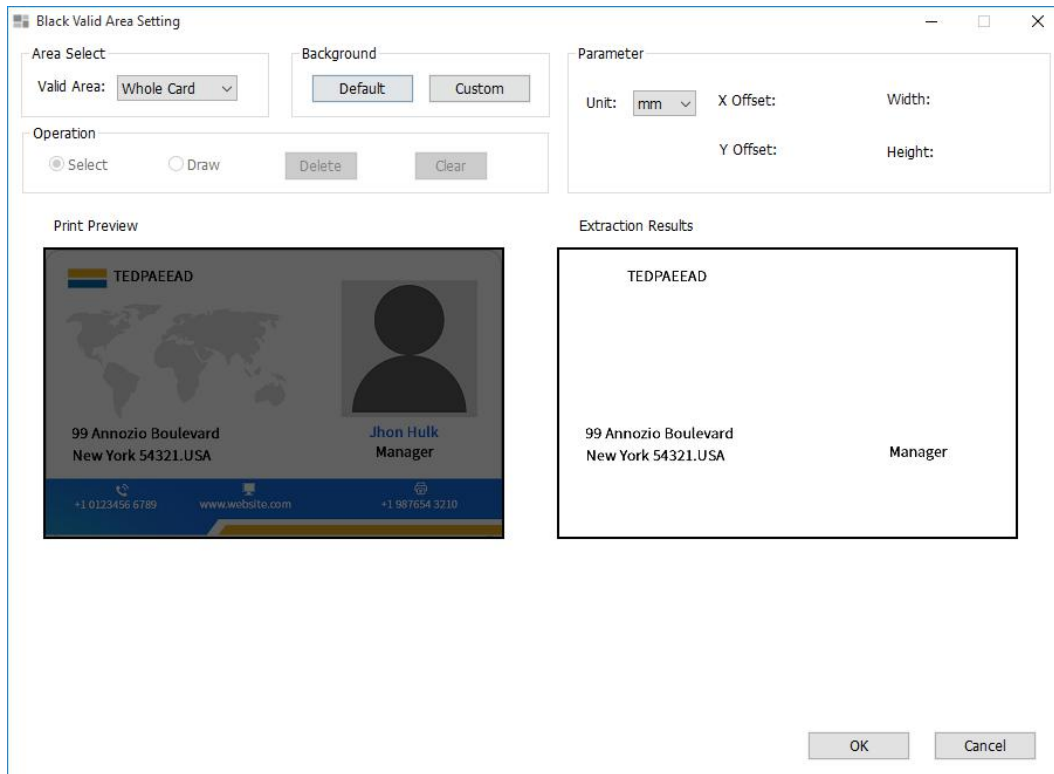 Black Valid Area Setting
Area Select
Valid Area: Whole Card
Background
Default Custom
Parameter
Unit: mm X Offset: Width:
Y Offset: Height:
Operation
Select Draw Delete Clear
Print Preview
TEDPAEEAD
99 Annozio Boulevard
New York 54321.USA
Jhon Hulk
Manager
+1 0123456 6789 www.website.com +1 987654 3210
Extraction Results
TEDPAEEAD
99 Annozio Boulevard
New York 54321.USA
Manager
OK Cancel